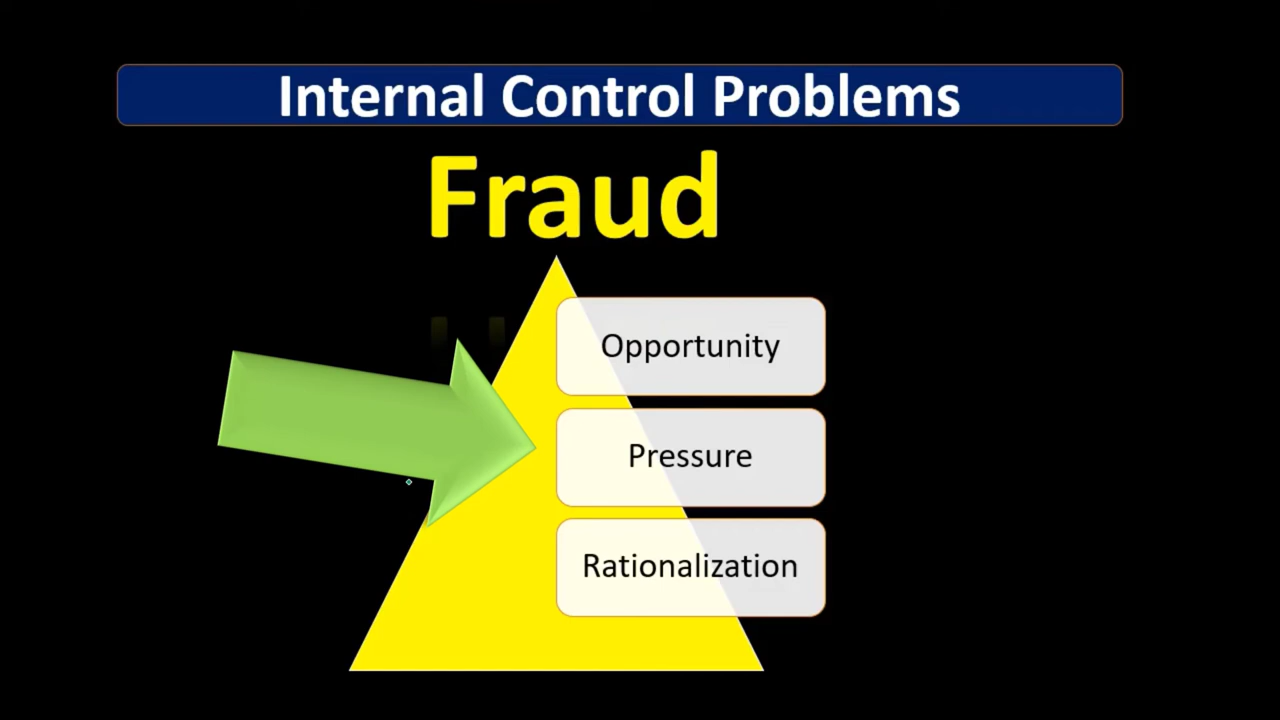 Internal Control Problems
Fraud
Opportunity
Pressure
Rationalization